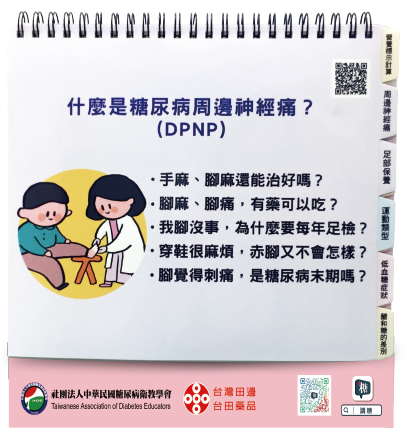 什麼是糖尿病周邊神經痛？
(DPNP)
・手麻、腳麻還能治好嗎？
・腳麻、腳痛，有藥可以吃？
・我腳沒事，為什麼要每年足檢？
・穿鞋很麻煩，赤腳又不會怎樣？
・腳覺得刺痛，是糖尿病末期嗎？
營養標示計算
周邊神經痛
足部保養
運動類型
低血糖症狀
醣和糖的差別
社團法人中華民國糖尿病衛教學會
Taiwanese Association of Diabetes Educators
台灣田邊
台田藥品
糖
讀糖